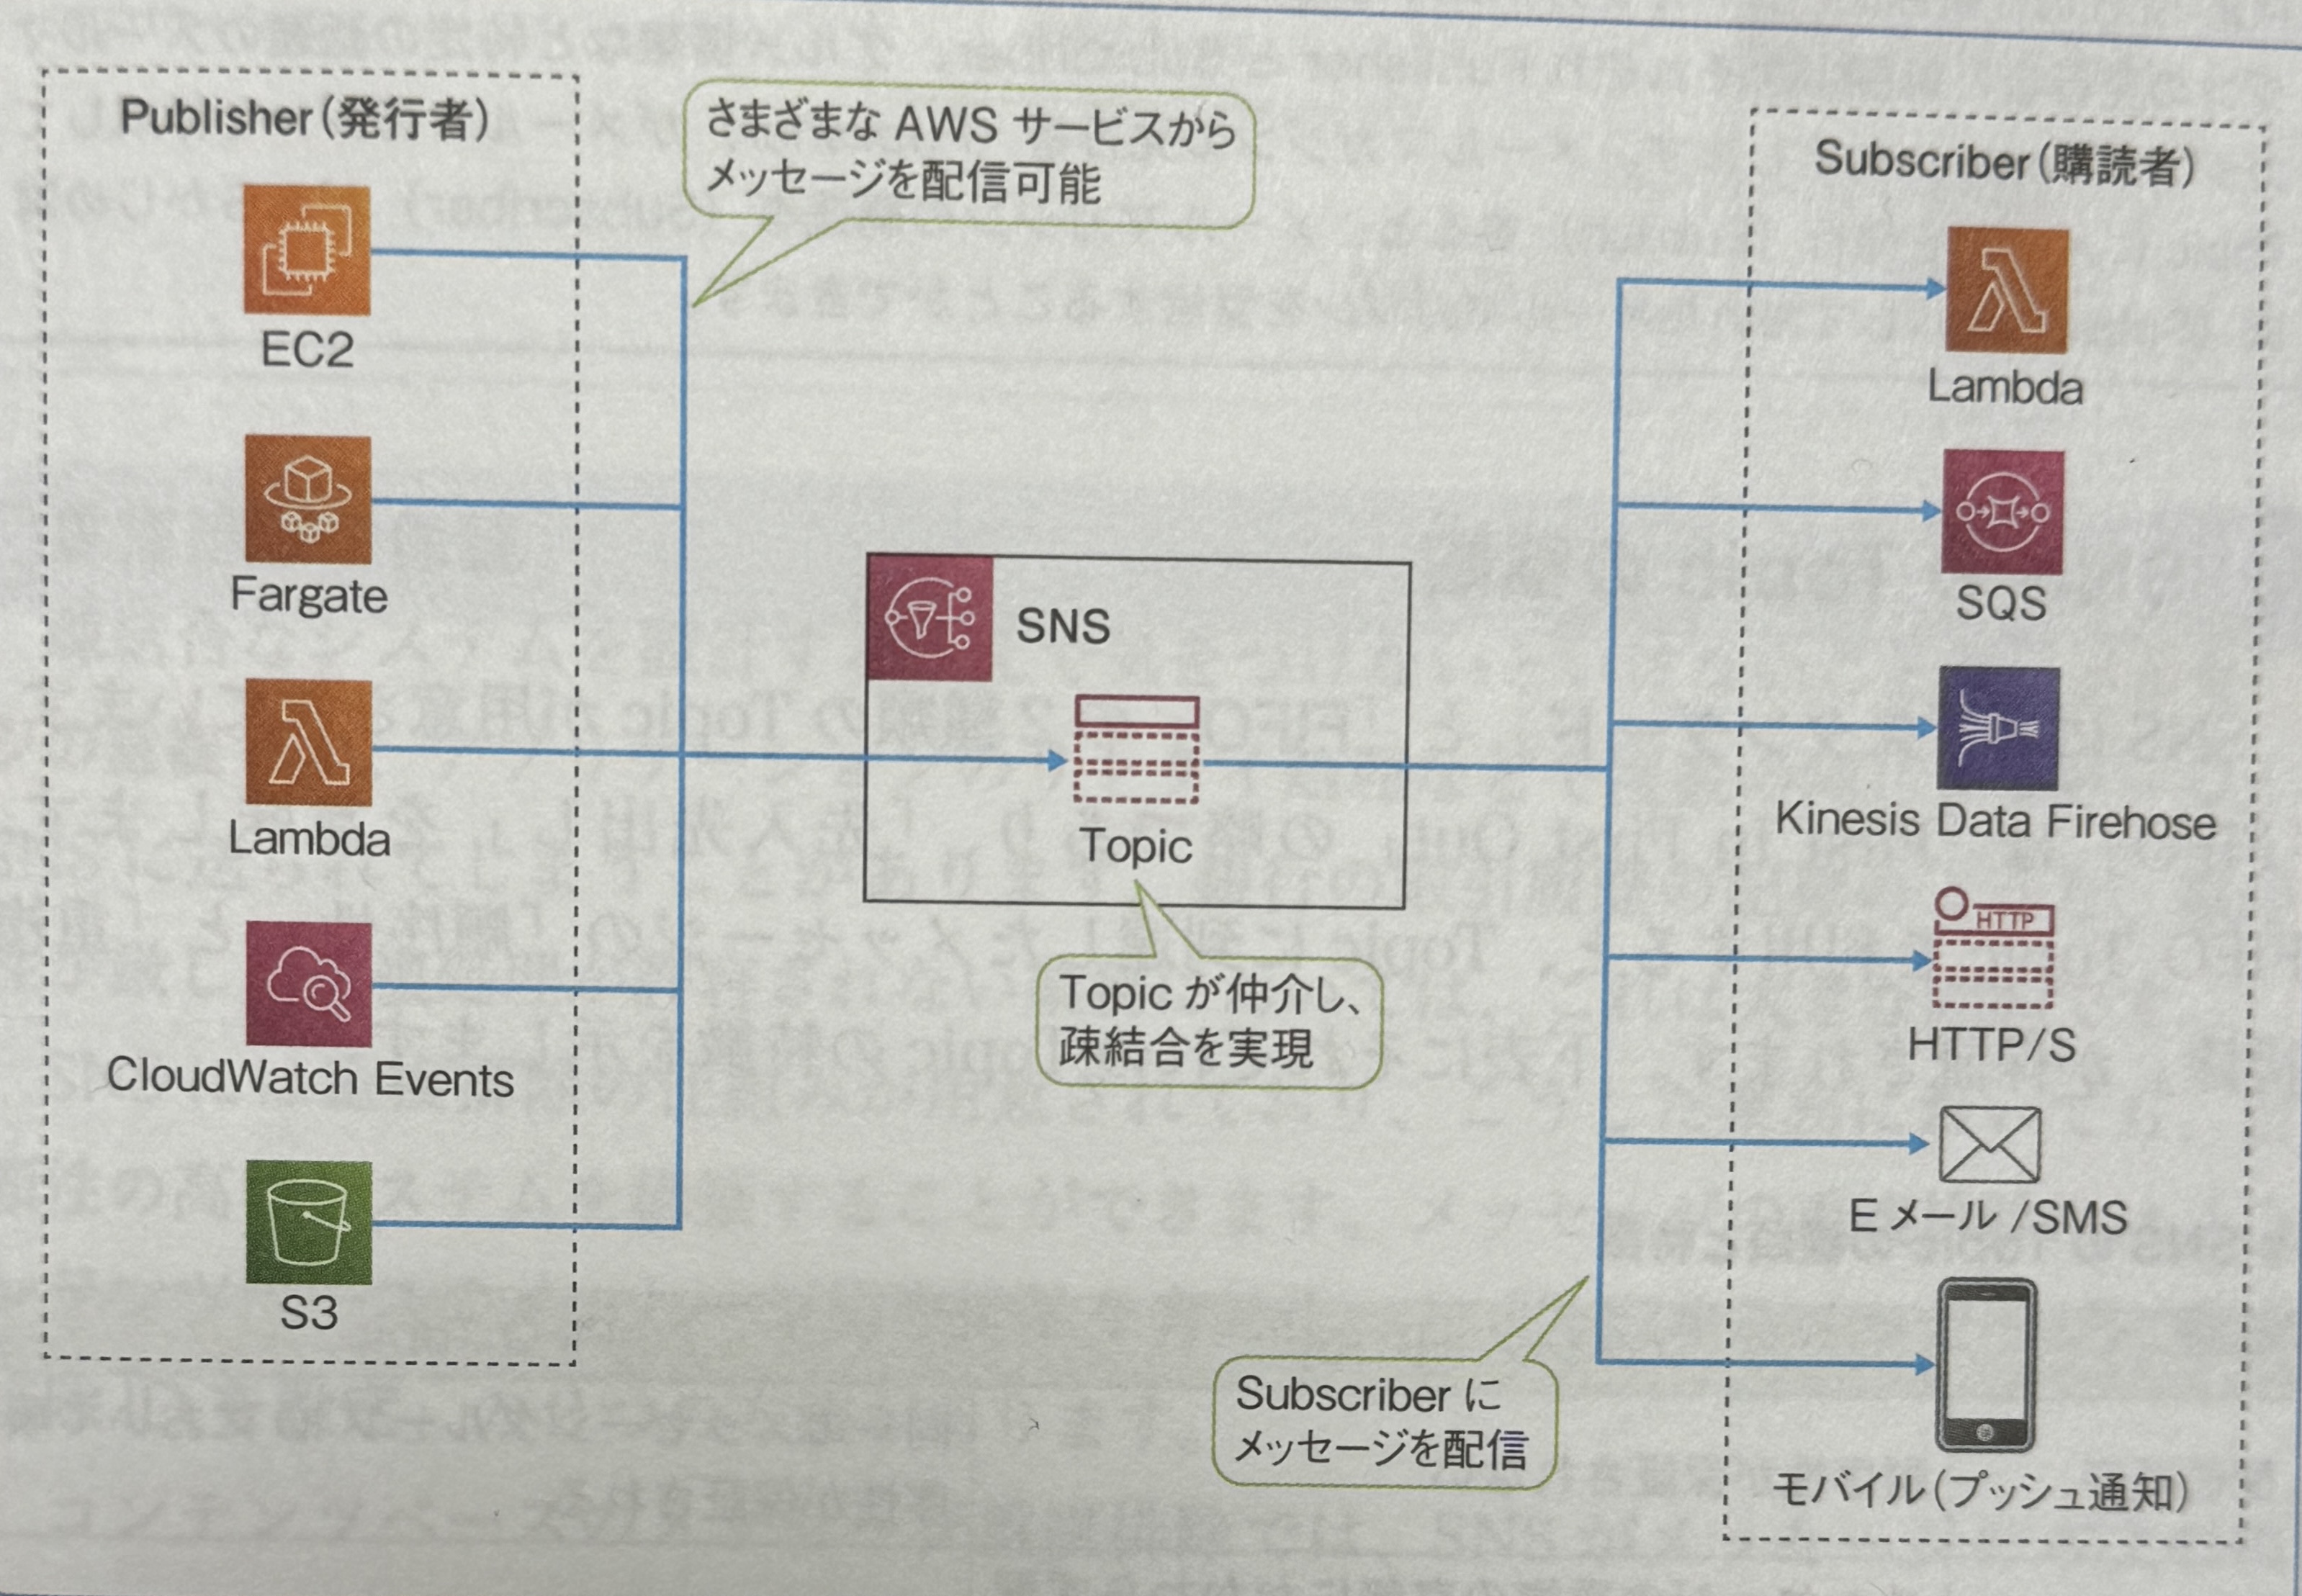 Publisher（発行者）
EC2
Fargate
Lambda
CloudWatch Events
S3
さまざまな AWS サービスから
メッセージを配信可能
SNS
Topic
Topic が仲介し、
疎結合を実現
Subscriber に
メッセージを配信
Subscriber（購読者）
Lambda
SQS
Kinesis Data Firehose
HTTP
HTTP/S
E メール /SMS
モバイル（プッシュ通知）